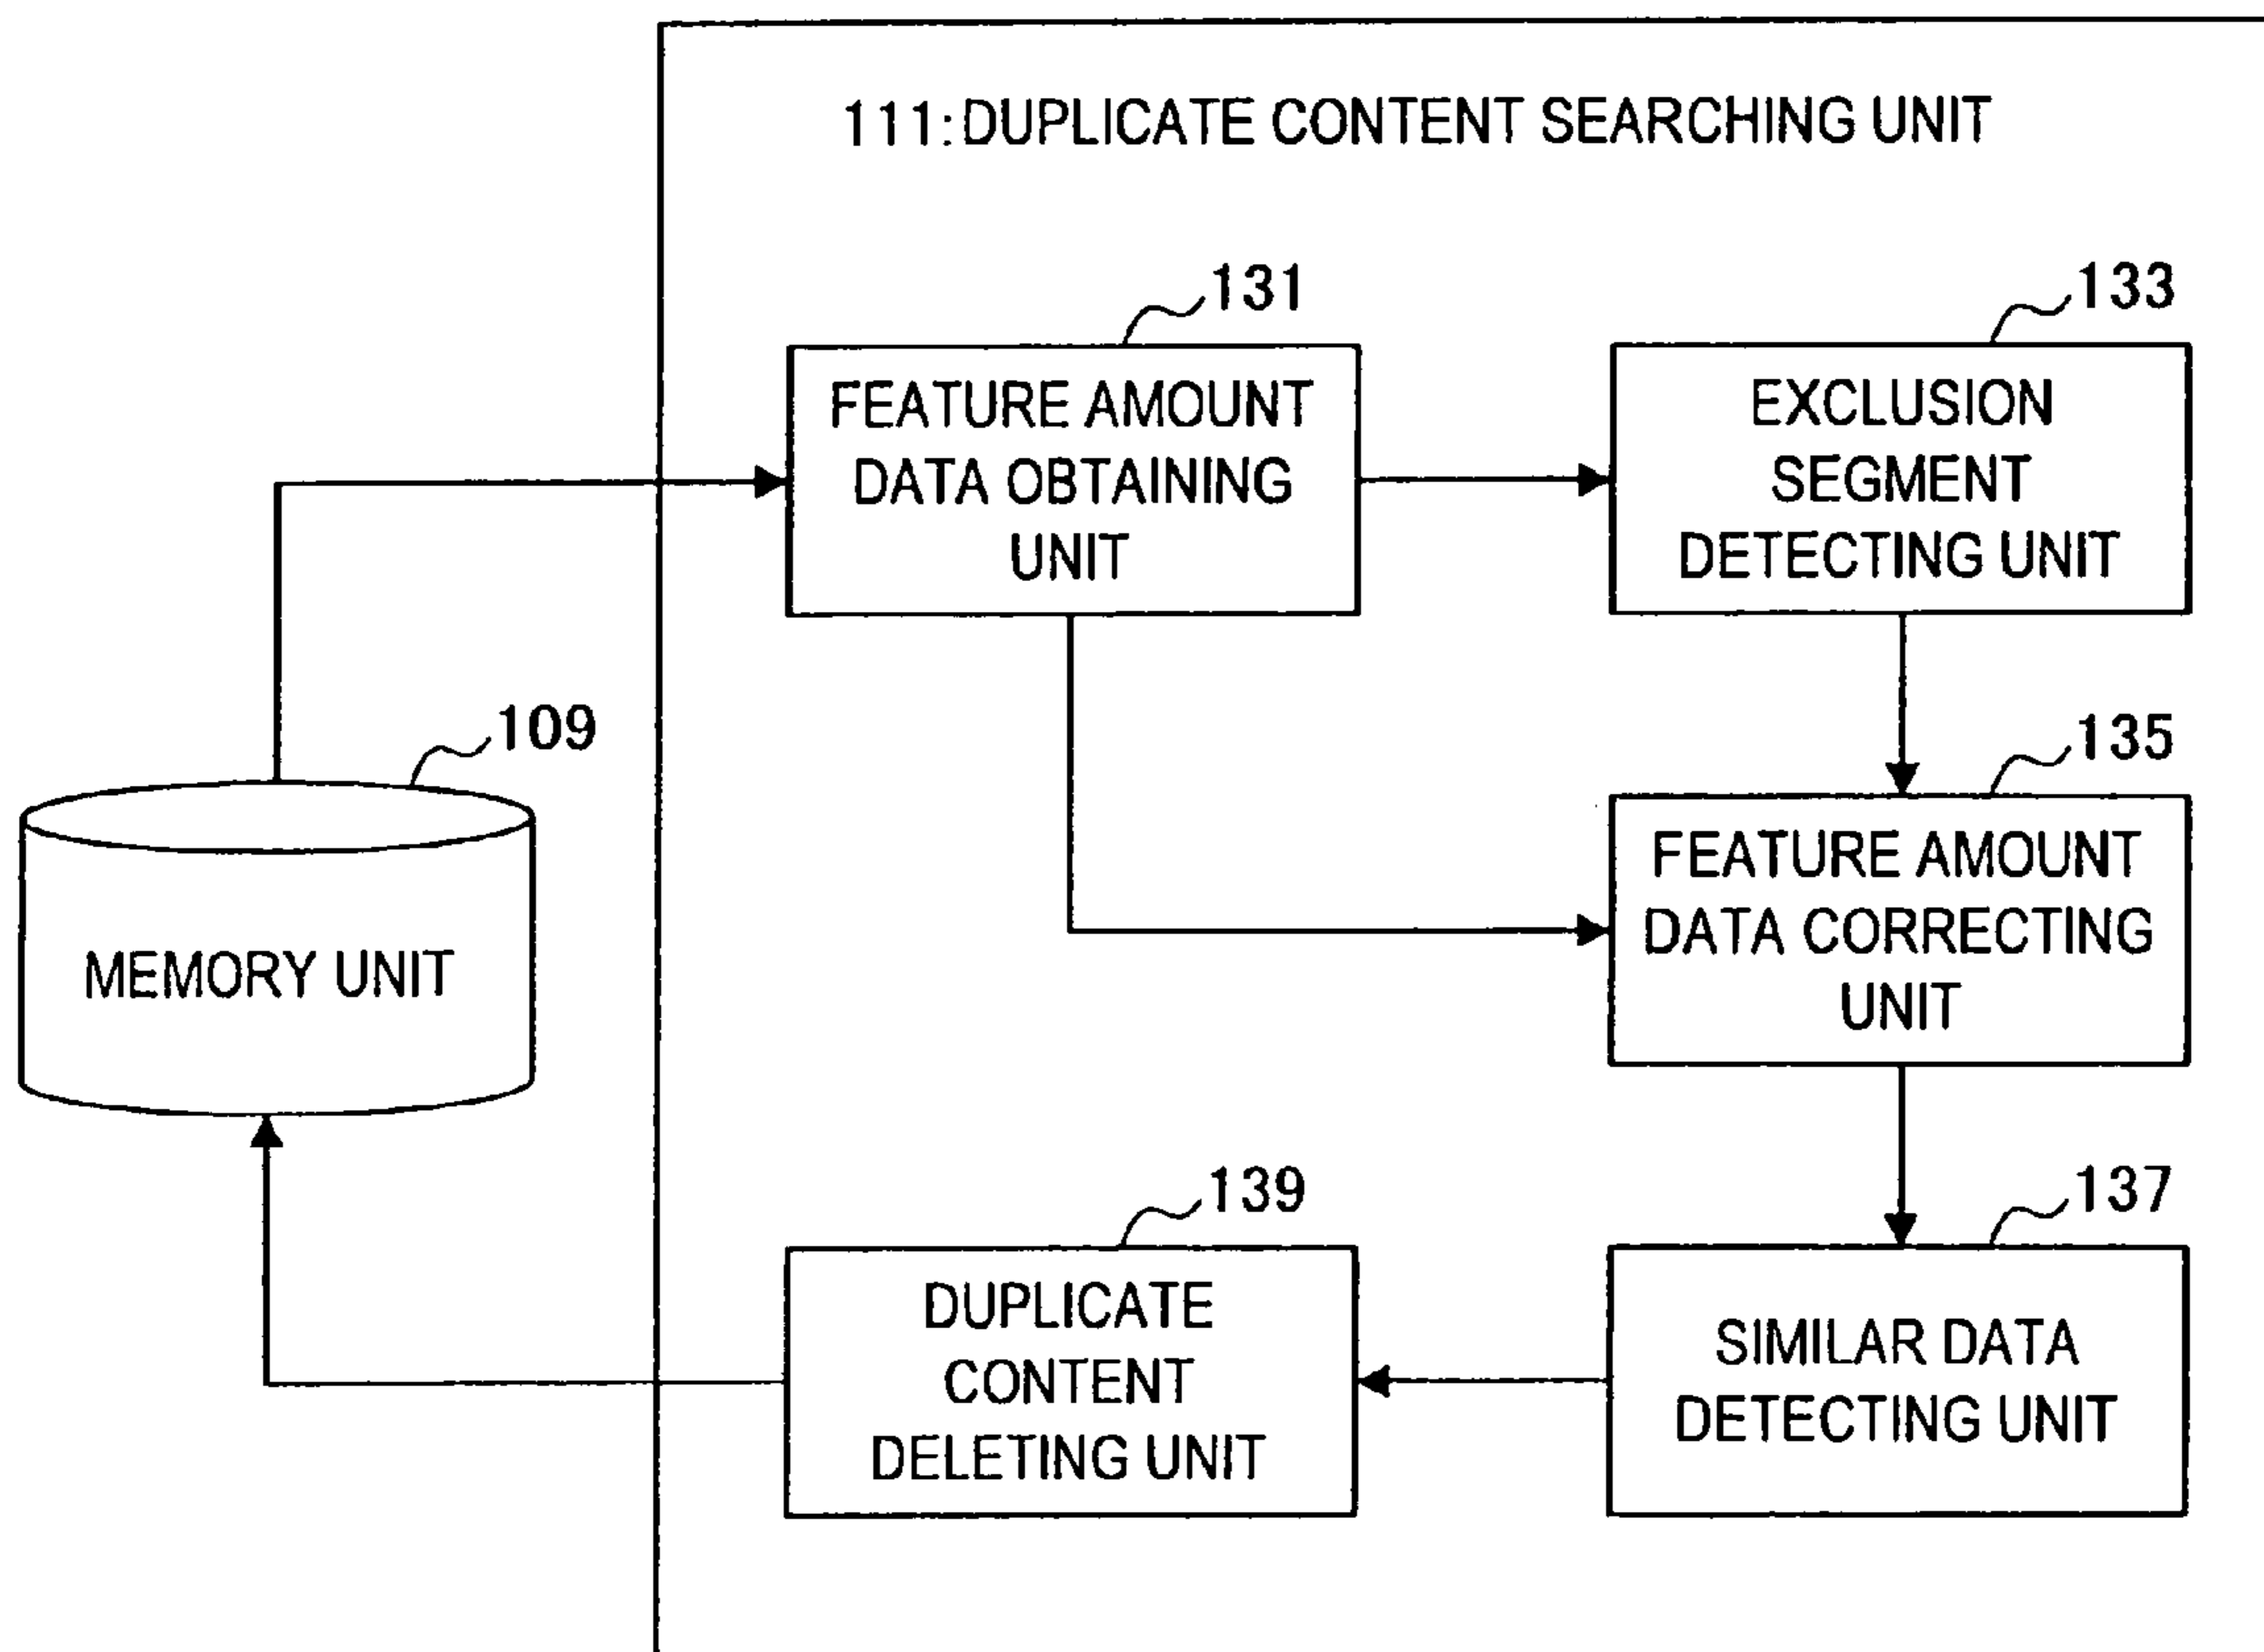 111:DUPLICATE CONTENT SEARCHING UNIT
131
FEATURE AMOUNT
DATA OBTAINING
UNIT
133
EXCLUSION
SEGMENT
DETECTING UNIT
109
MEMORY UNIT
135
FEATURE AMOUNT
DATA CORRECTING
UNIT
139
DUPLICATE
CONTENT
DELETING UNIT
137
SIMILAR DATA
DETECTING UNIT